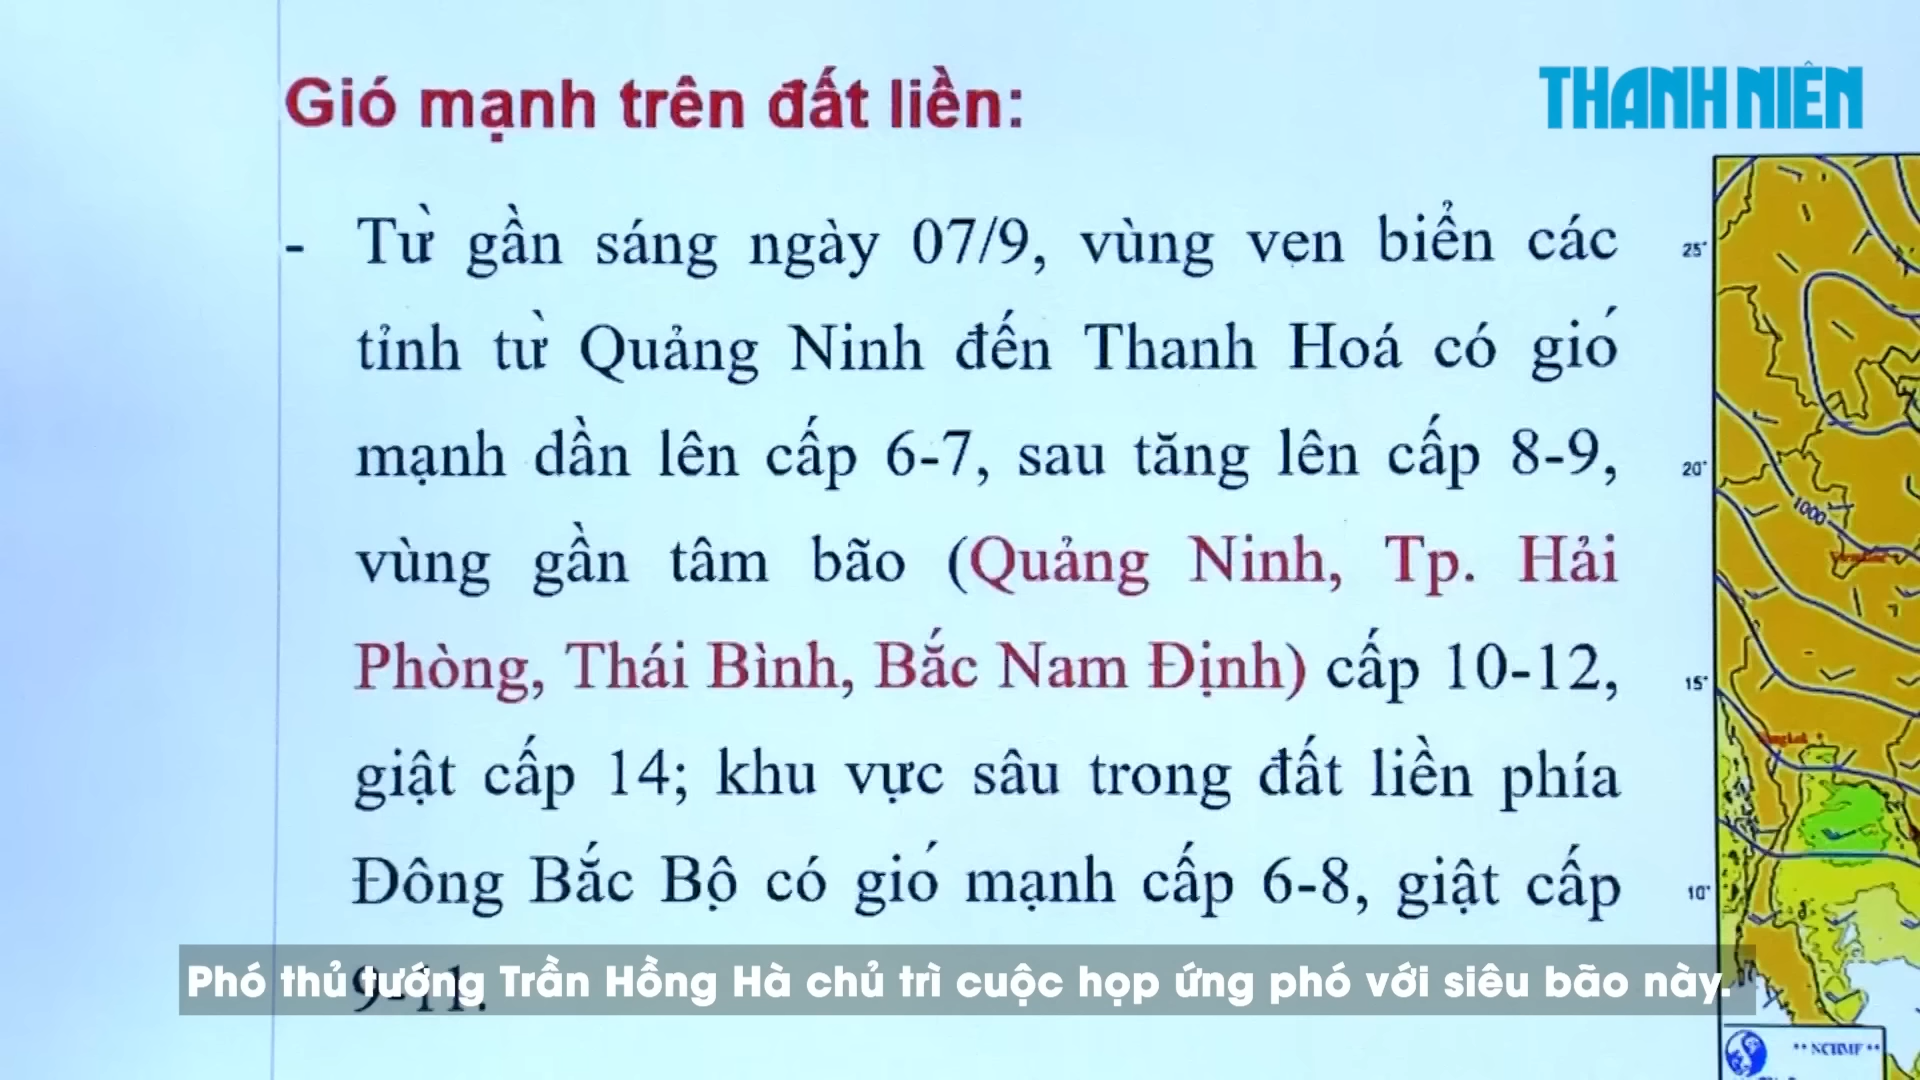 Gió mạnh trên đất liền:
THANH NIÊN
- Từ gần sáng ngày 07/9, vùng ven biển các
tỉnh từ Quảng Ninh đến Thanh Hoá có gió
mạnh dần lên cấp 6-7, sau tăng lên cấp 8-9,
vùng gần tâm bão (Quảng Ninh, Tp. Hải
Phòng, Thái Bình, Bắc Nam Định) cấp 10-12,
giật cấp 14; khu vực sâu trong đất liền phía
Đông Bắc Bộ có gió mạnh cấp 6-8, giật cấp
9-11.
Phó thủ tướng Trần Hồng Hà chủ trì cuộc họp ứng phó với siêu bão này.
25°
20°
15°
10°
1000
** NCHMF **